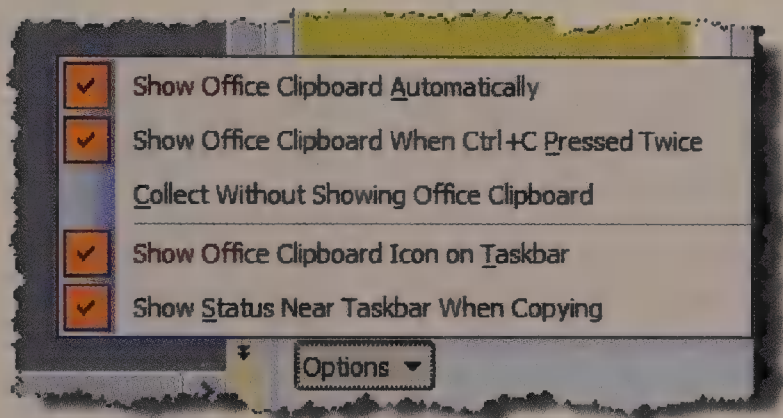 Show Office Clipboard Automatically
Show Office Clipboard When Ctrl+C Pressed Twice
Collect Without Showing Office Clipboard
Show Office Clipboard Icon on Taskbar
Show Status Near Taskbar When Copying
Options